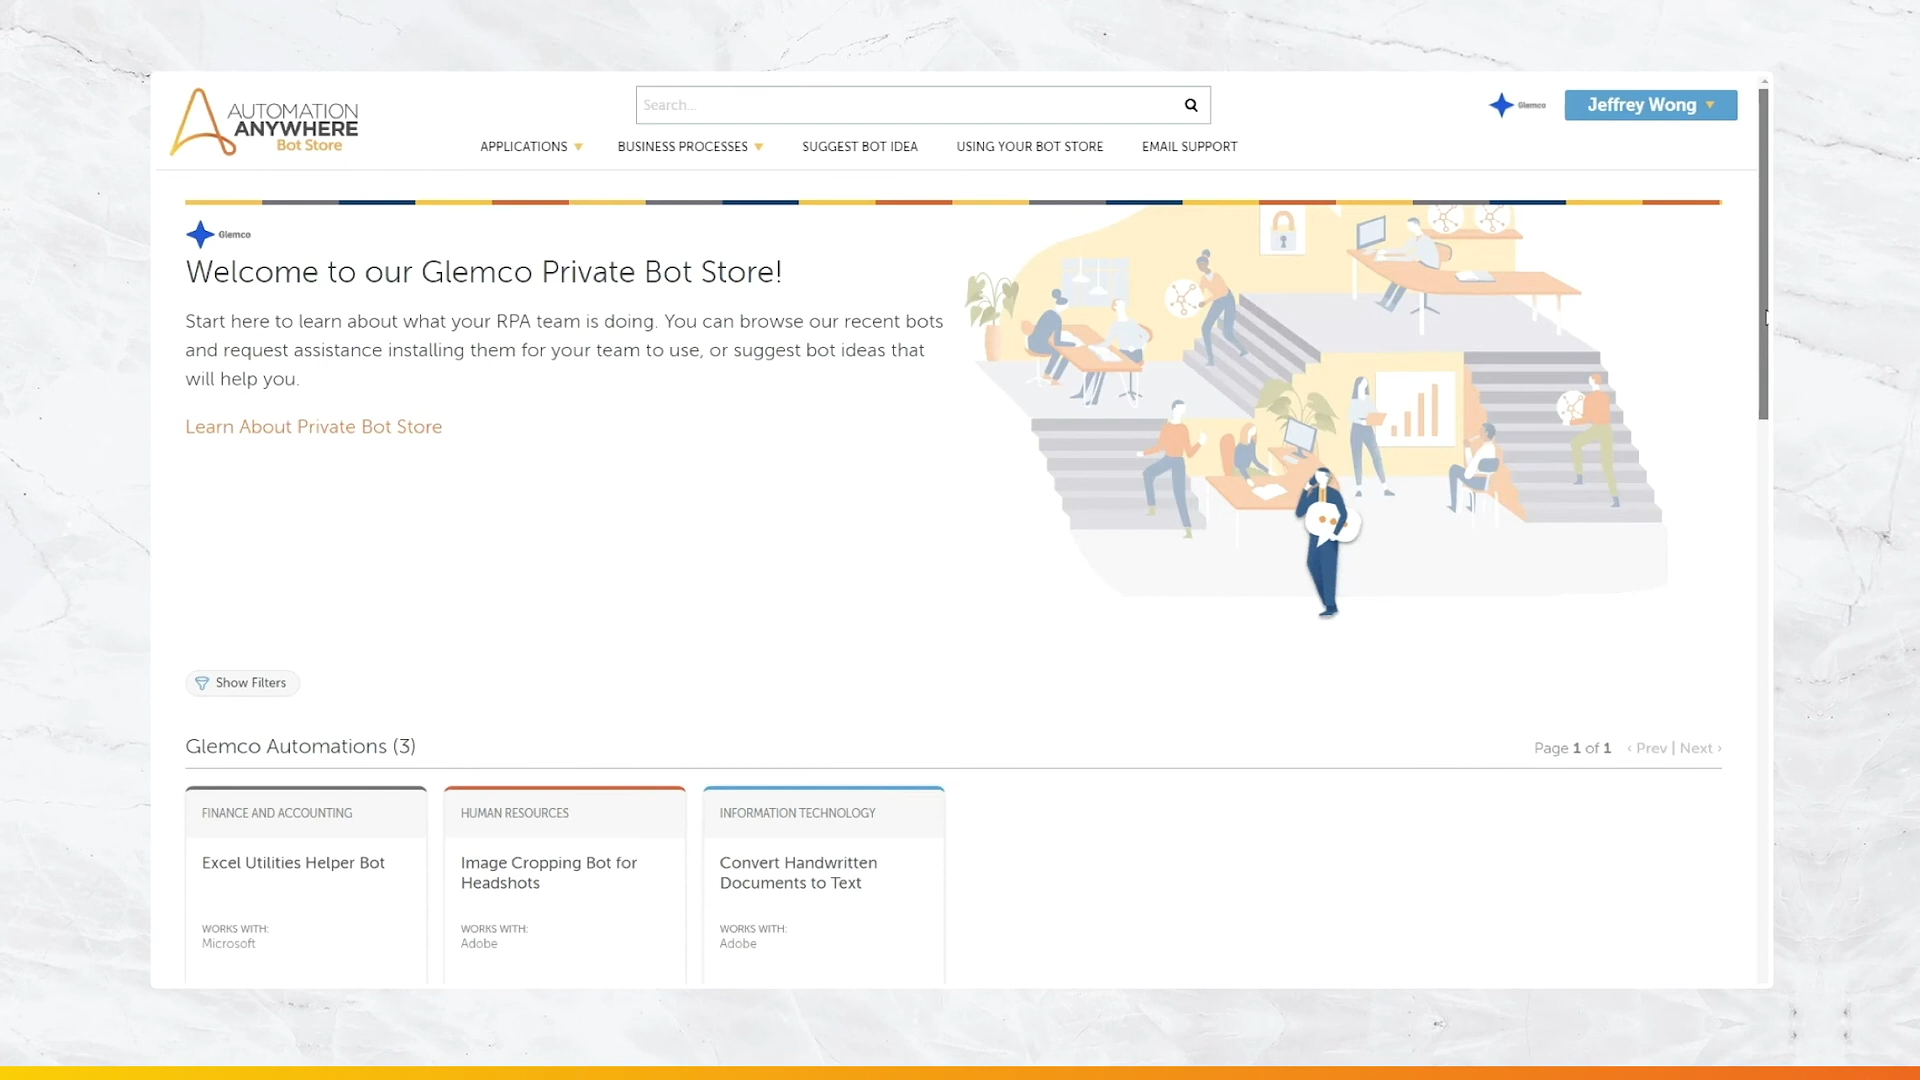 AUTOMATION
ANYWHERE
Bot Store
Search...
Glemco
Jeffrey Wong
APPLICATIONS
BUSINESS PROCESSES
SUGGEST BOT IDEA
USING YOUR BOT STORE
EMAIL SUPPORT
Glemco
Welcome to our Glemco Private Bot Store!
Start here to learn about what your RPA team is doing. You can browse our recent bots
and request assistance installing them for your team to use, or suggest bot ideas that
will help you.
Learn About Private Bot Store
Show Filters
Glemco Automations (3)
Page 1 of 1 ‹ Prev | Next ›
FINANCE AND ACCOUNTING
Excel Utilities Helper Bot
WORKS WITH:
Microsoft
HUMAN RESOURCES
Image Cropping Bot for
Headshots
WORKS WITH:
Adobe
INFORMATION TECHNOLOGY
Convert Handwritten
Documents to Text
WORKS WITH:
Adobe